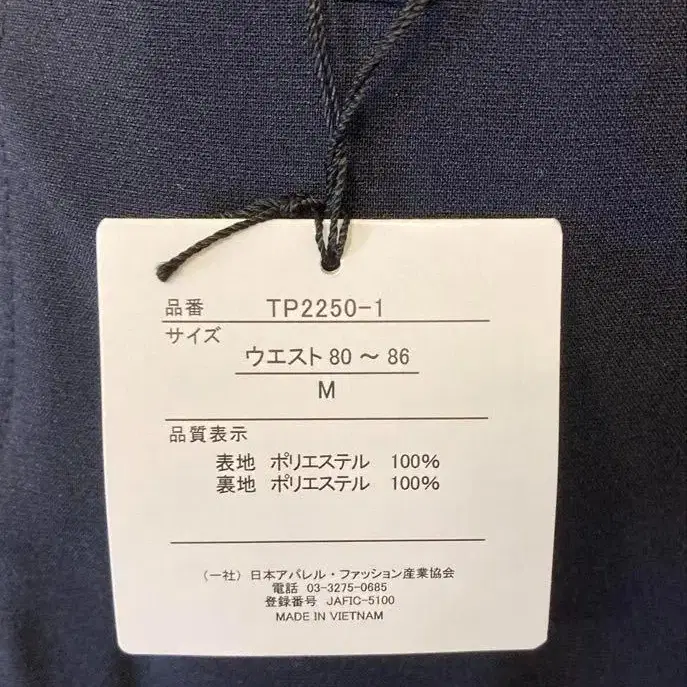 品番 TP2250-1
サイズ
ウエスト 80 ～ 86
M
品質表示
表地 ポリエステル 100%
裏地 ポリエステル 100%
（一社）日本アパレル・ファッション産業協会
電話 03-3275-0685
登録番号 JAFIC-5100
MADE IN VIETNAM